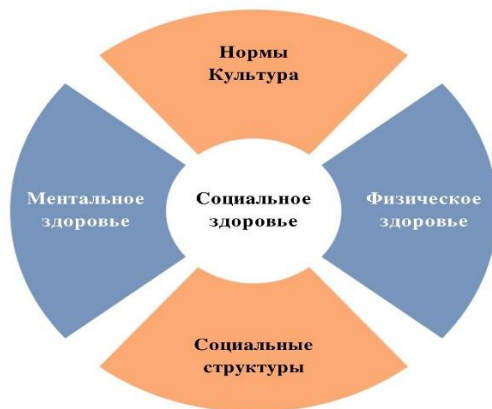 Нормы
Культура
Ментальное
здоровье
Социальное
здоровье
Физическое
здоровье
Социальные
структуры